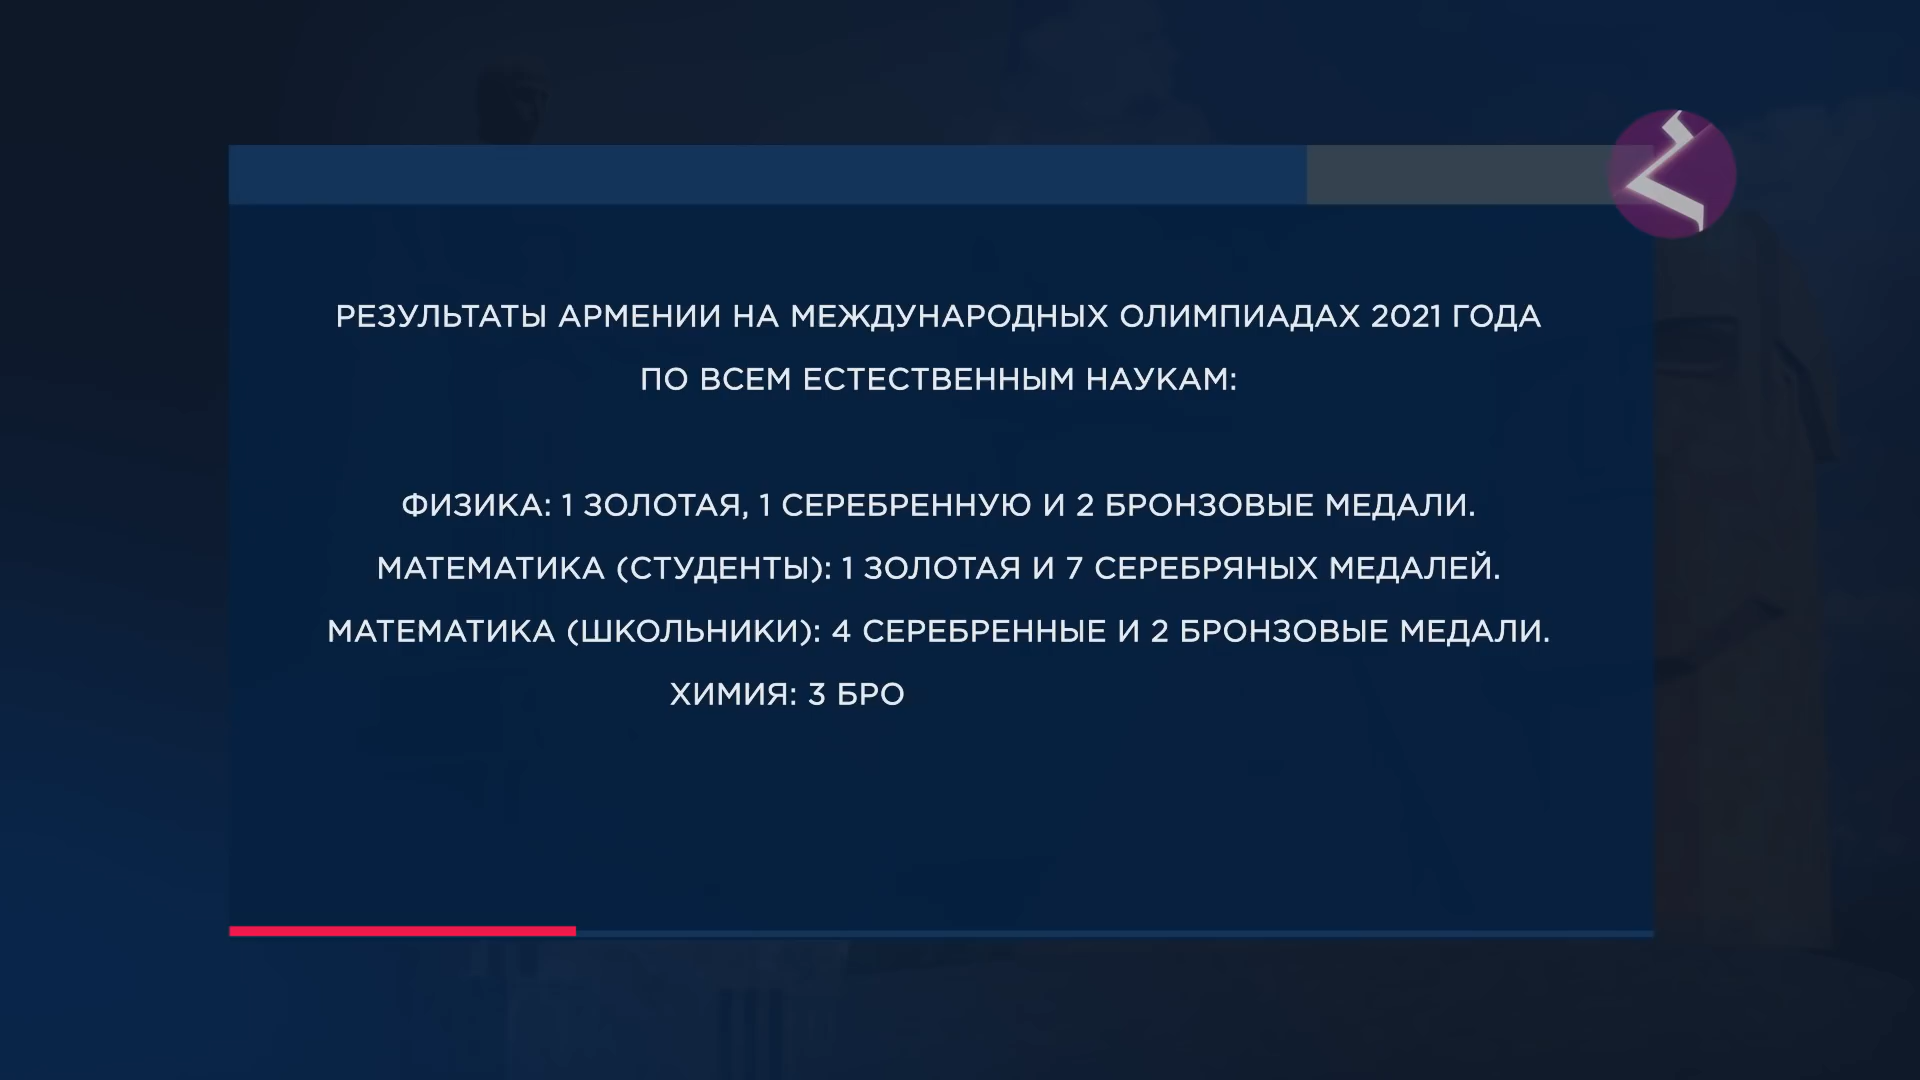 РЕЗУЛЬТАТЫ АРМЕНИИ НА МЕЖДУНАРОДНЫХ ОЛИМПИАДАХ 2021 ГОДА
ПО ВСЕМ ЕСТЕСТВЕННЫМ НАУКАМ:
ФИЗИКА: 1 ЗОЛОТАЯ, 1 СЕРЕБРЕННУЮ И 2 БРОНЗОВЫЕ МЕДАЛИ.
МАТЕМАТИКА (СТУДЕНТЫ): 1 ЗОЛОТАЯ И 7 СЕРЕБРЯНЫХ МЕДАЛЕЙ.
МАТЕМАТИКА (ШКОЛЬНИКИ): 4 СЕРЕБРЕННЫЕ И 2 БРОНЗОВЫЕ МЕДАЛИ.
ХИМИЯ: 3 БРО